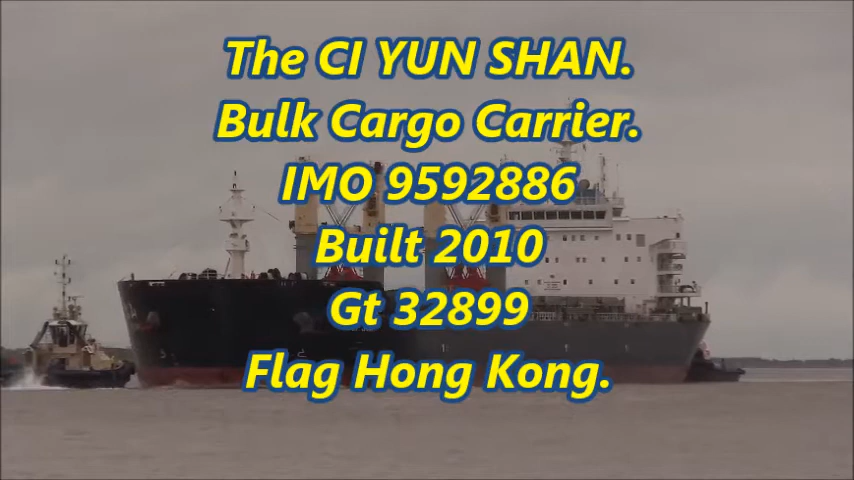 The CI YUN SHAN.
Bulk Cargo Carrier.
IMO 9592886
Built 2010
Gt 32899
Flag Hong Kong.